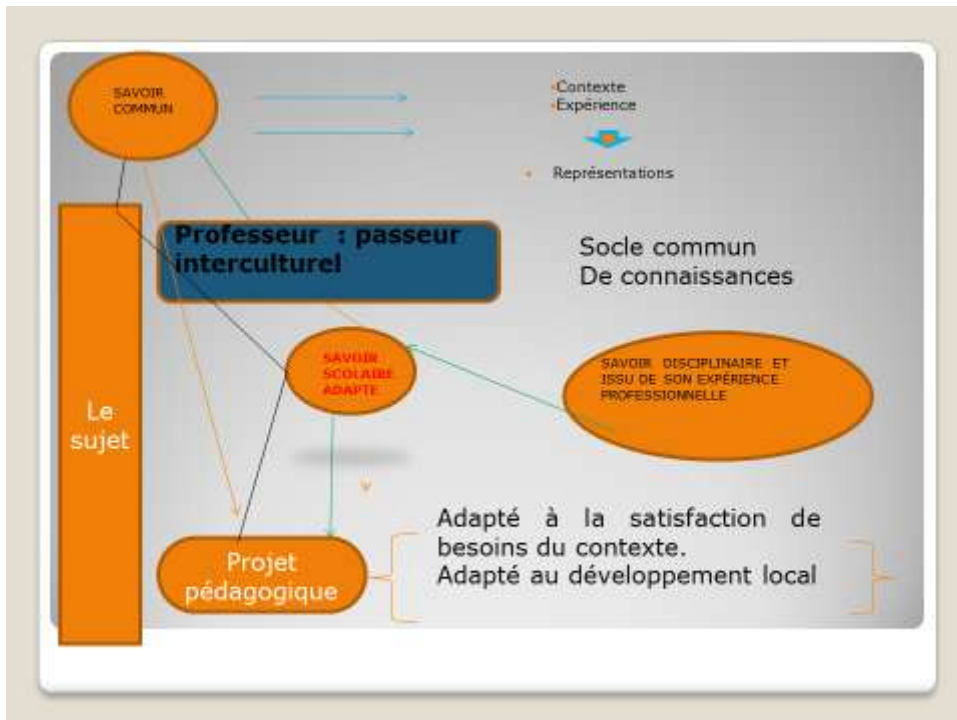 SAVOIR
COMMUN
•Contexte
•Expérience
• Représentations
Professeur : passeur
interculturel
Socle commun
De connaissances
SAVOIR
SCOLAIRE
ADAPTE
SAVOIR DISCIPLINAIRE ET
ISSU DE SON EXPÉRIENCE
PROFESSIONNELLE
Le
sujet
Adapté à la satisfaction de
besoins du contexte.
Adapté au développement local
Projet
pédagogique